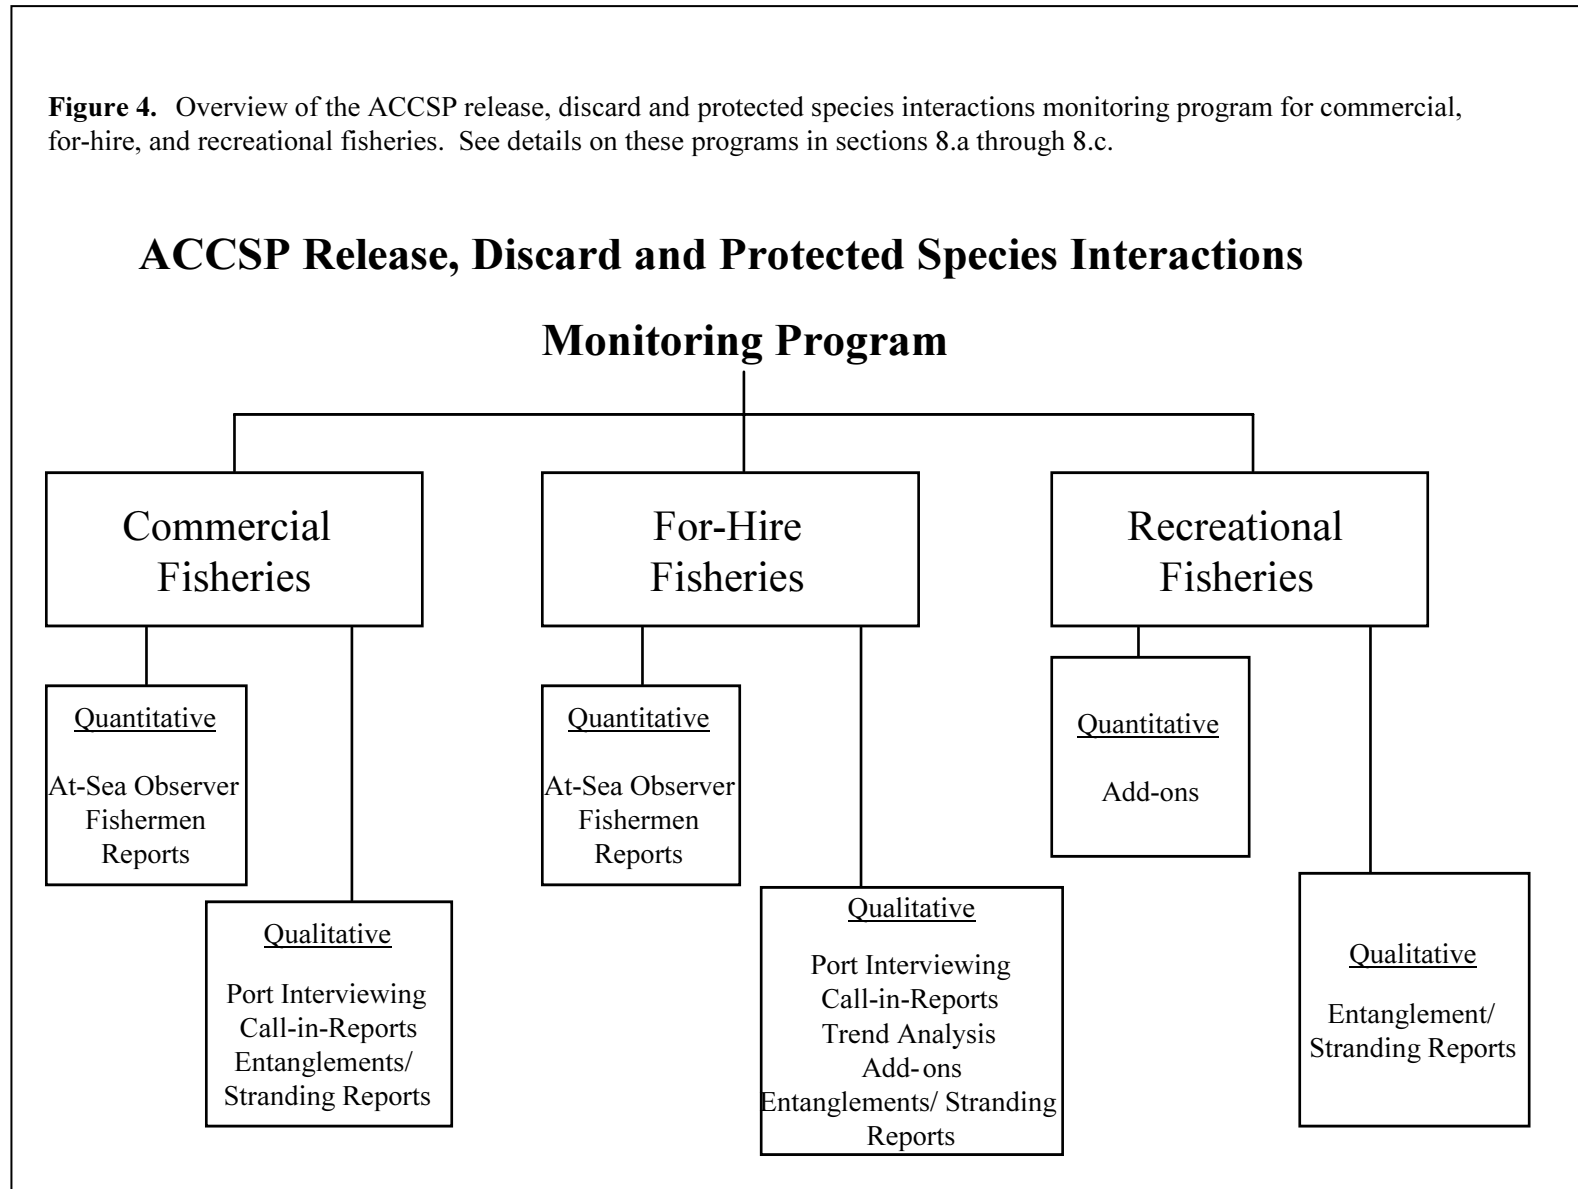 Figure 4. Overview of the ACCSP release, discard and protected species interactions monitoring program for commercial,
for-hire, and recreational fisheries. See details on these programs in sections 8.a through 8.c.
ACCSP Release, Discard and Protected Species Interactions
Monitoring Program
Commercial
Fisheries
For-Hire
Fisheries
Recreational
Fisheries
Quantitative
At-Sea Observer
Fishermen
Reports
Qualitative
Port Interviewing
Call-in-Reports
Entanglements/
Stranding Reports
Quantitative
At-Sea Observer
Fishermen
Reports
Qualitative
Port Interviewing
Call-in-Reports
Trend Analysis
Add-ons
Entanglements/ Stranding
Reports
Quantitative
Add-ons
Qualitative
Entanglement/
Stranding Reports